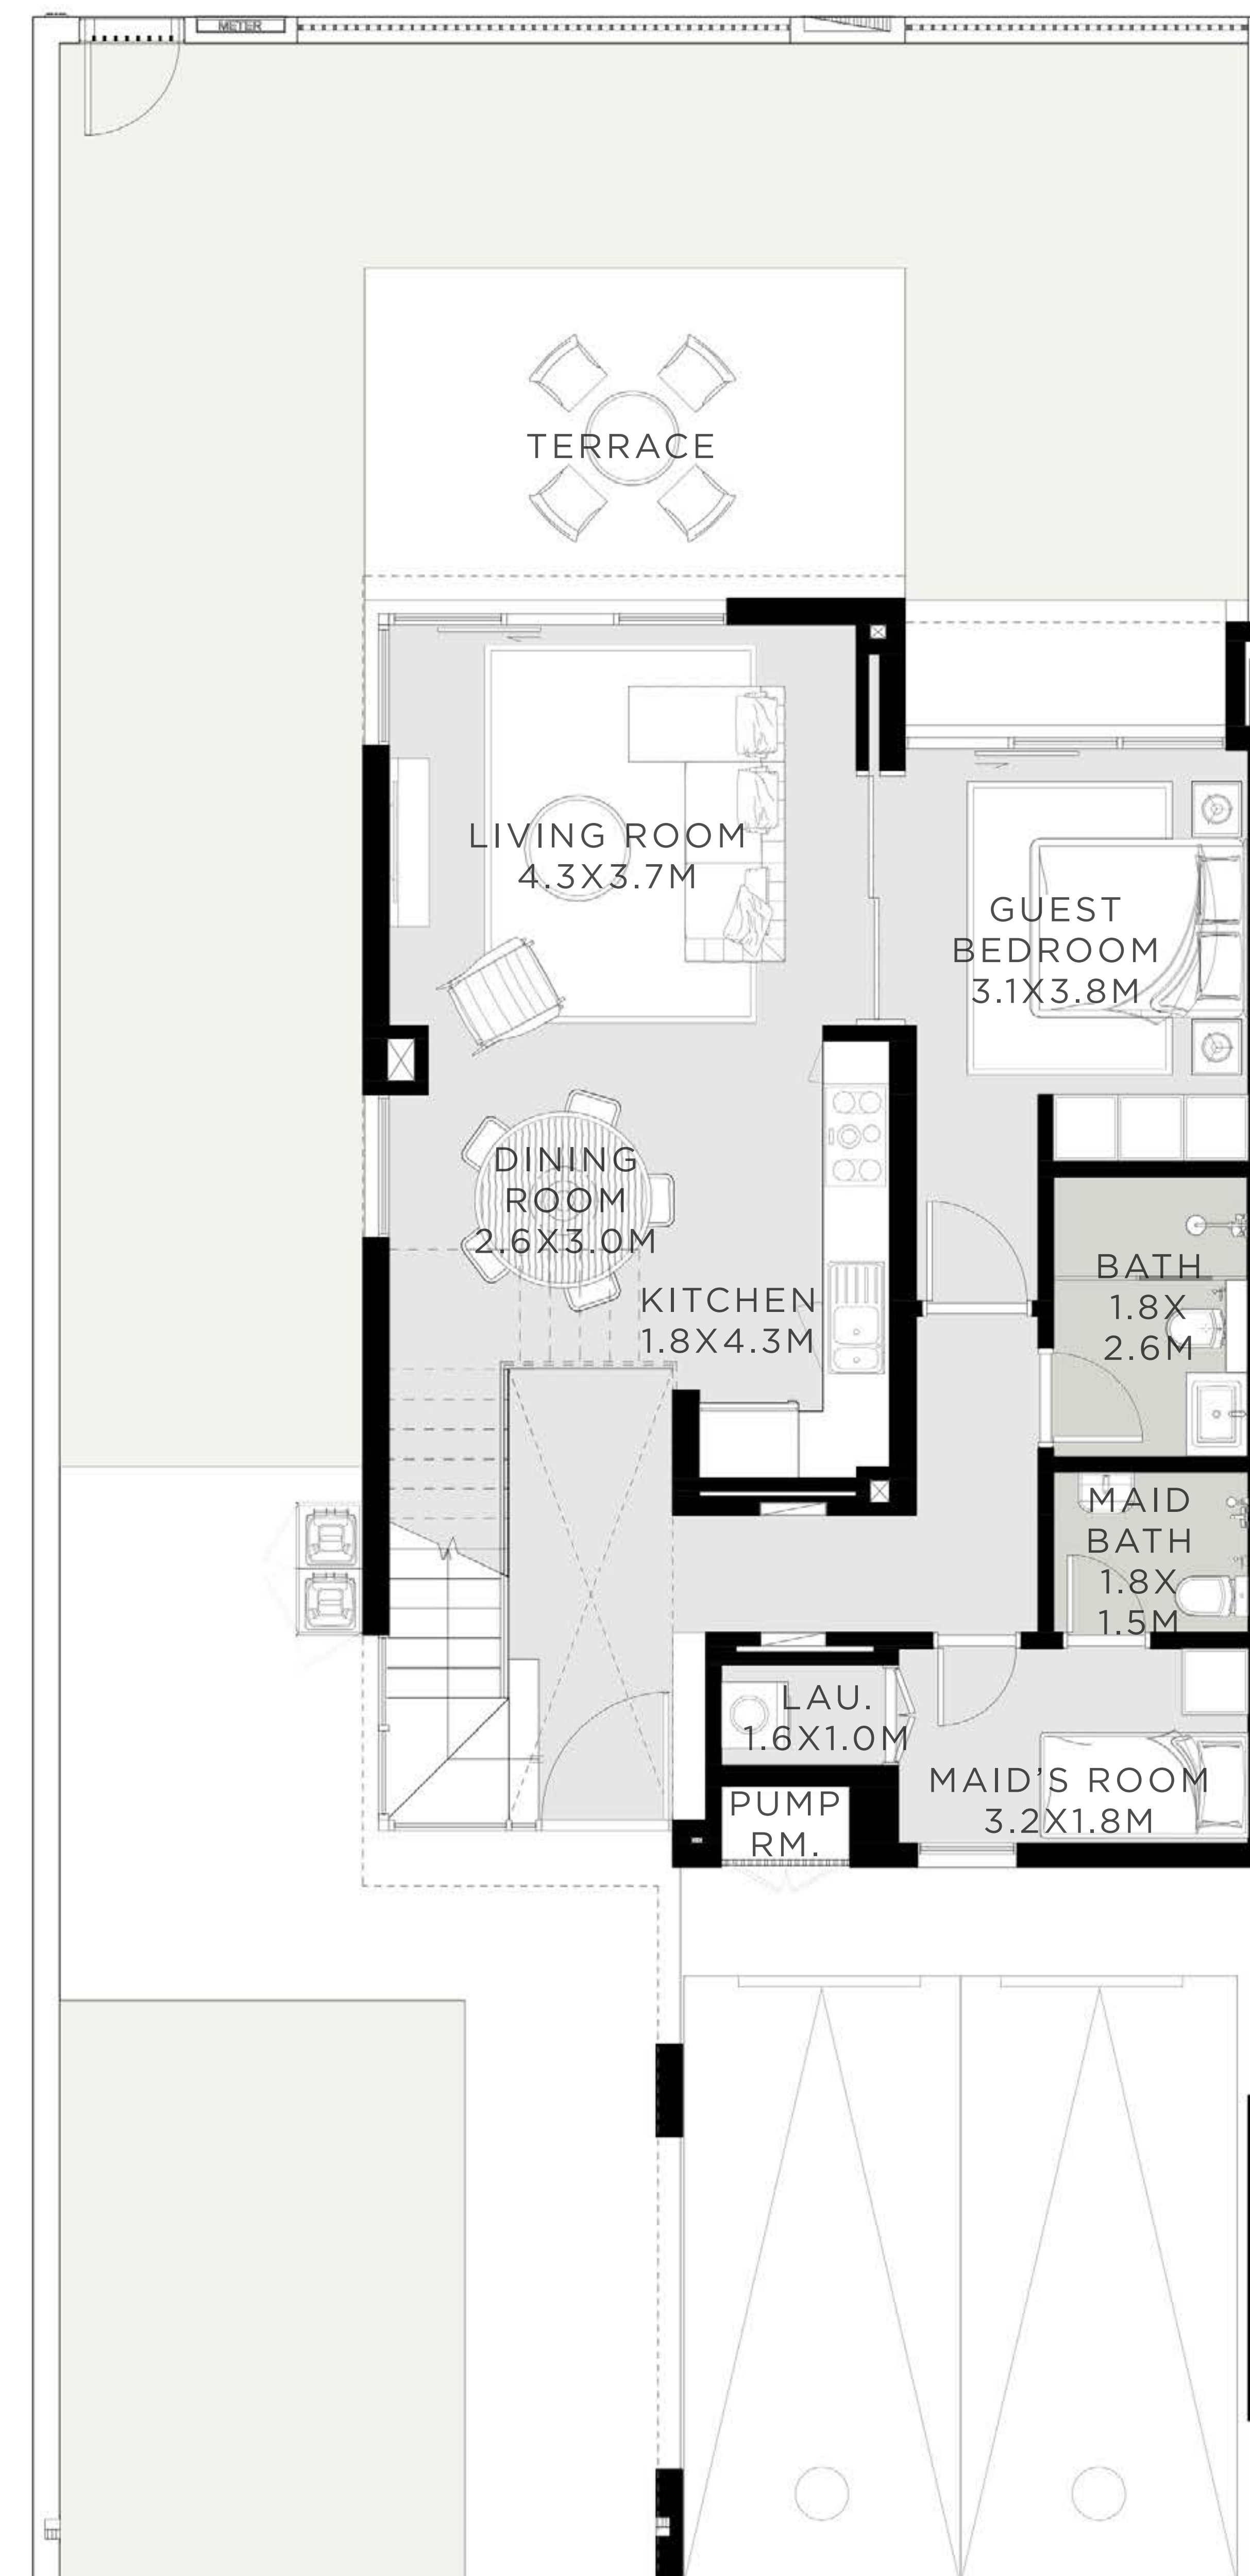 METER
TERRACE
LIVING ROOM
4.3X3.7M
GUEST
BEDROOM
3.1X3.8M
DINING
ROOM
2.6X3.0M
KITCHEN
1.8X4.3M
BATH
1.8X
2.6M
MAID
BATH
1.8X
1.5M
LAU.
1.6X1.0M
MAID'S ROOM
3.2X1.8M
PUMP
RM.